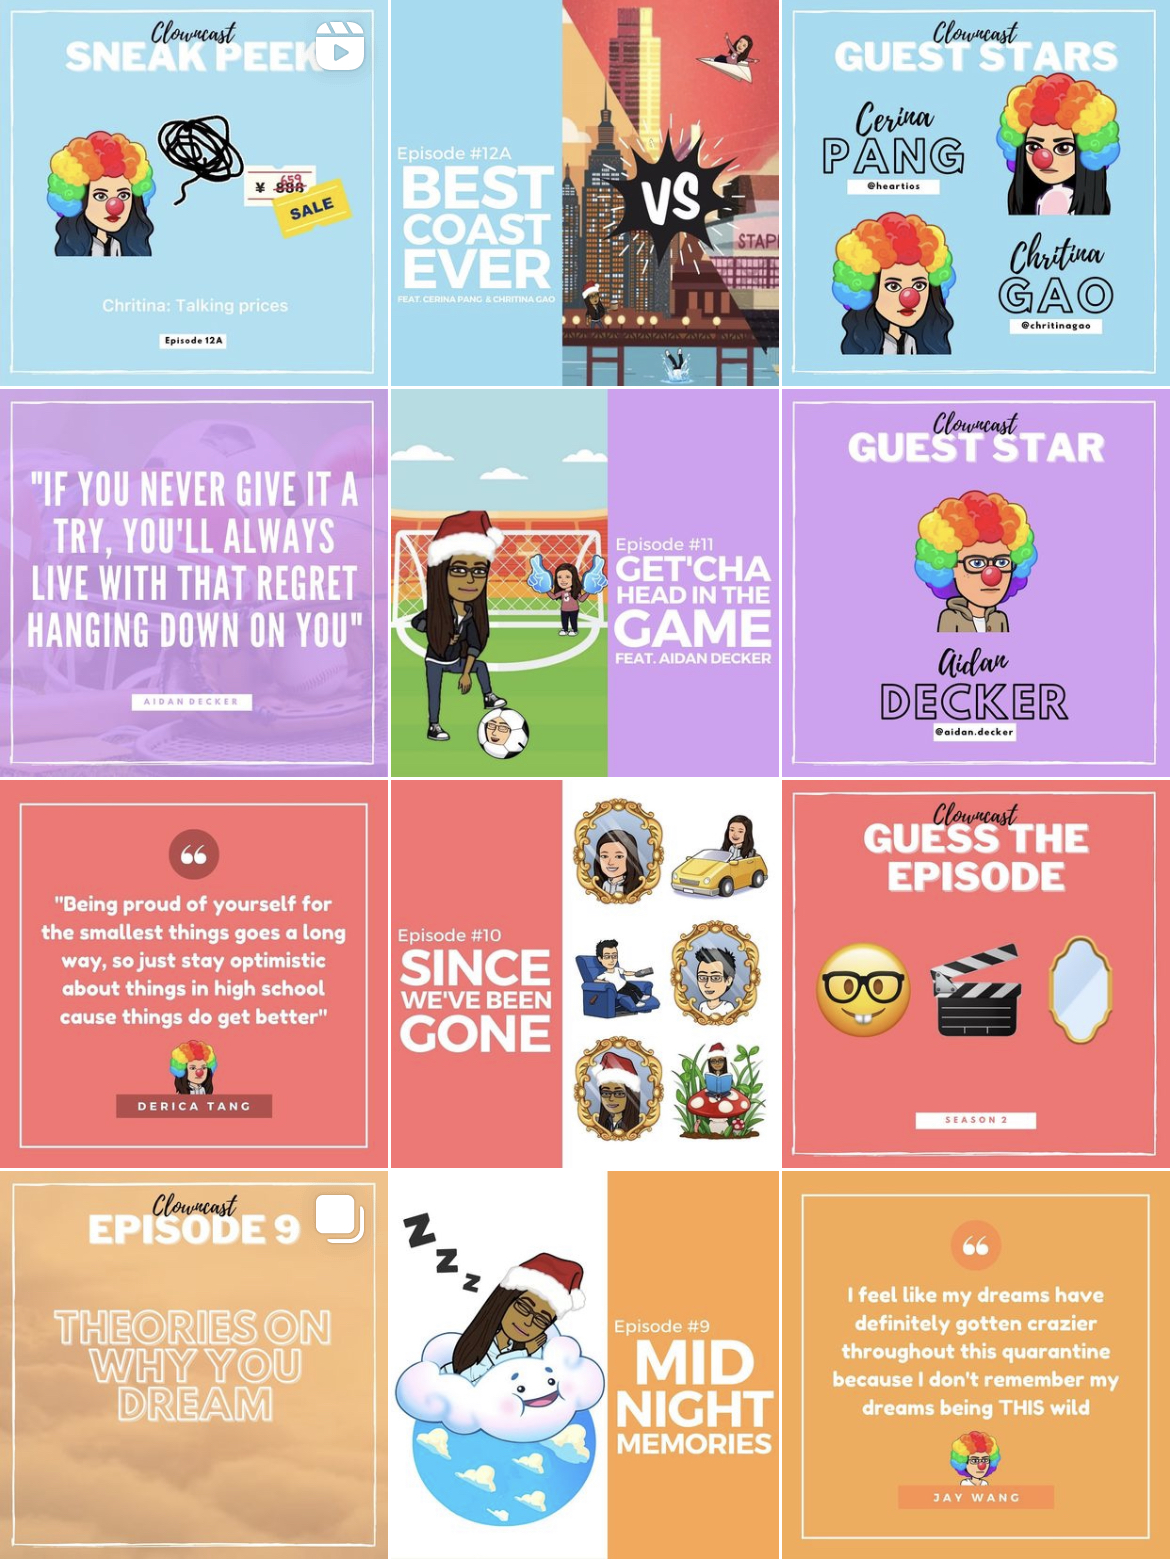 Clowncast
SNEAK PEEK
¥ 888
659
SALE
Chritina: Talking prices
Episode 12A
Episode #12A
BEST
COAST
EVER
FEAT. CERINA PANG & CHRITINA GAO
VS
STAPL
Clowncast
GUEST STARS
Cerina
PANG
@heartios
Chritina
GAO
@chritinagao
"IF YOU NEVER GIVE IT A
TRY, YOU'LL ALWAYS
LIVE WITH THAT REGRET
HANGING DOWN ON YOU"
AIDAN DECKER
Episode #11
GET'CHA
HEAD IN THE
GAME
FEAT. AIDAN DECKER
Clowncast
GUEST STAR
Aidan
DECKER
@aidan.decker
"Being proud of yourself for
the smallest things goes a long
way, so just stay optimistic
about things in high school
cause things do get better"
DERICA TANG
Episode #10
SINCE
WE'VE BEEN
GONE
Clowncast
GUESS THE
EPISODE
SEASON 2
Clowncast
EPISODE 9
THEORIES ON
WHY YOU
DREAM
Z
Z
Z
Episode #9
MID
NIGHT
MEMORIES
I feel like my dreams have
definitely gotten crazier
throughout this quarantine
because I don't remember my
dreams being THIS wild
JAY WANG